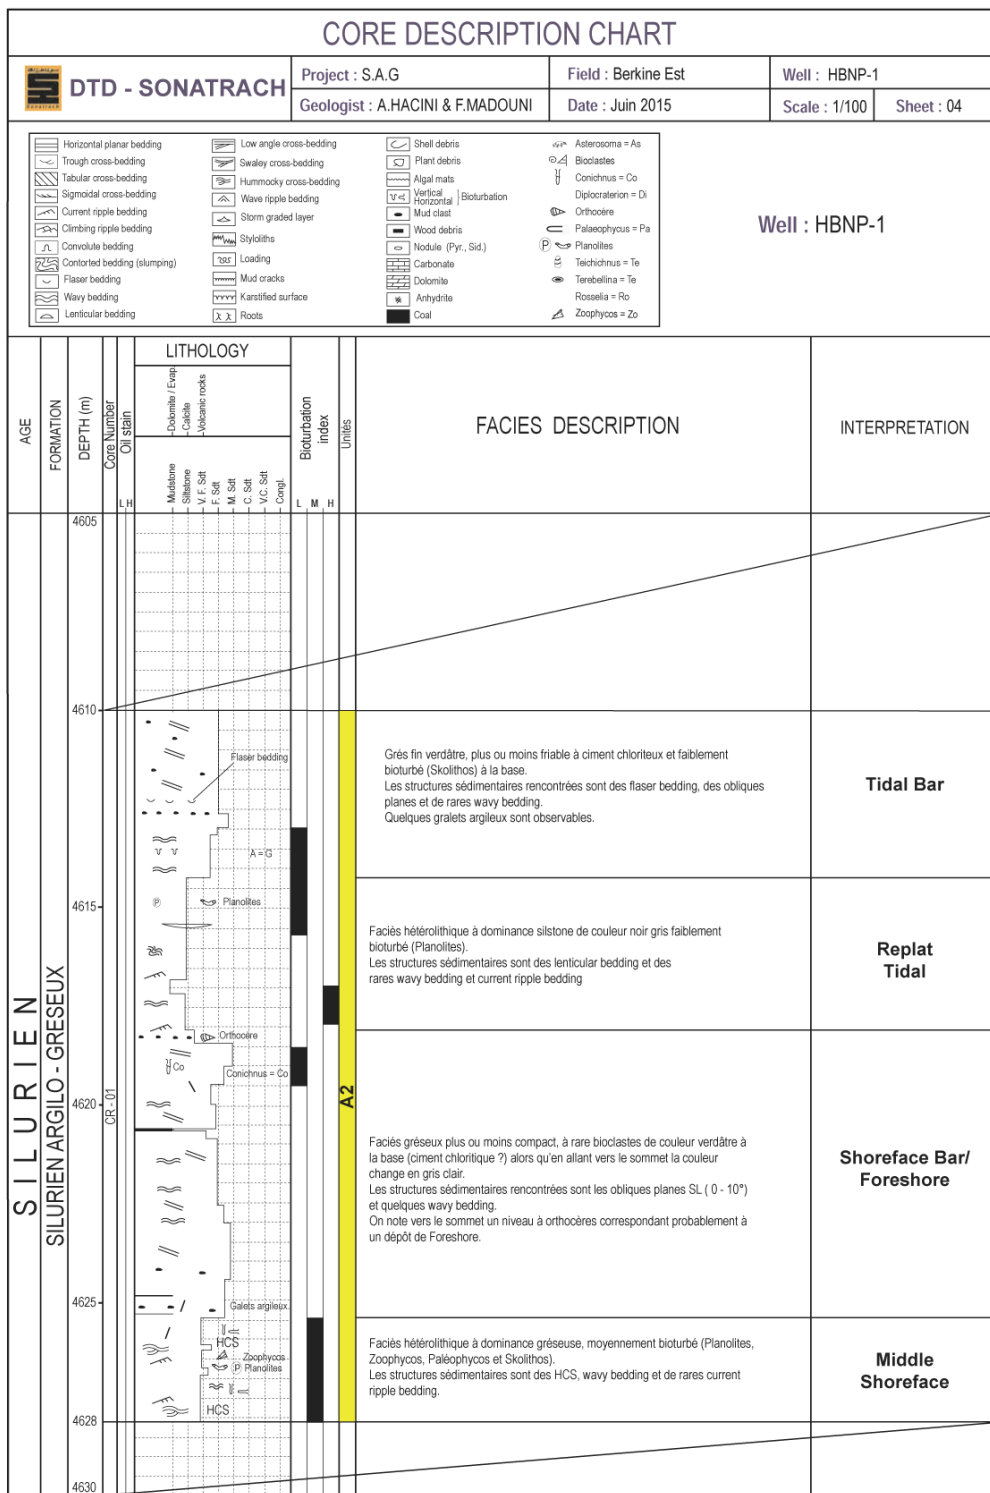 CORE DESCRIPTION CHART
DTD - SONATRACH
Project : S.A.G
Field : Berkine Est
Well : HBNP-1
Geologist : A.HACINI & F.MADOUNI
Date : Juin 2015
Scale : 1/100
Sheet : 04
Horizontal planar bedding
Trough cross-bedding
Tabular cross-bedding
Sigmoidal cross-bedding
Current ripple bedding
Climbing ripple bedding
Convolute bedding
Contorted bedding (slumping)
Flaser bedding
Wavy bedding
Lenticular bedding
Low angle cross-bedding
Swaley cross-bedding
Hummocky cross-bedding
Wave ripple bedding
Storm graded layer
Styloliths
Loading
Mud cracks
Karstified surface
Roots
Shell debris
Plant debris
Algal mats
Vertical
Horizontal
Bioturbation
Mud clast
Wood debris
Nodule (Pyr., Sid.)
Carbonate
Dolomite
Anhydrite
Coal
Asterosoma = As
Bioclastes
Conichnus = Co
Diplocraterion = Di
Orthocère
Palaeophycus = Pa
P Planolites
Teichichnus = Te
Terebellina = Te
Rosselia = Ro
Zoophycos = Zo
Well : HBNP-1
AGE
FORMATION
DEPTH (m)
Core Number
Oil stain
L H
LITHOLOGY
Dolomite / Evap.
Calcite
Volcanic rocks
Mudstone
Siltstone
V. F. Sdt
F. Sdt
M. Sdt
C. Sdt
V.C. Sdt
Congl.
Bioturbation
index
L M H
Unités
FACIES DESCRIPTION
INTERPRETATION
4605
4610
4615
4620
4625
4628
4630
SILURIEN
SILURIEN ARGILO - GRESEUX
CR - 01
A2
Flaser bedding
A = G
P
Planolites
Orthocère
Co
Conichnus = Co
Galets argileux
HCS
Zoophycos
P Planolites
HCS
Grés fin verdâtre, plus ou moins friable à ciment chloriteux et faiblement
bioturbé (Skolithos) à la base.
Les structures sédimentaires rencontrées sont des flaser bedding, des obliques
planes et de rares wavy bedding.
Quelques gralets argileux sont observables.
Tidal Bar
Faciés hétérolithique à dominance silstone de couleur noir gris faiblement
bioturbé (Planolites).
Les structures sédimentaires sont des lenticular bedding et des
rares wavy bedding et current ripple bedding
Replat
Tidal
Faciés gréseux plus ou moins compact, à rare bioclastes de couleur verdâtre à
la base (ciment chloritique ?) alors qu'en allant vers le sommet la couleur
change en gris clair.
Les structures sédimentaires rencontrées sont les obliques planes SL ( 0 - 10°)
et quelques wavy bedding.
On note vers le sommet un niveau à orthocères correspondant probablement à
un dépôt de Foreshore.
Shoreface Bar/
Foreshore
Faciés hétérolithique à dominance gréseuse, moyennement bioturbé (Planolites,
Zoophycos, Paléophycos et Skolithos).
Les structures sédimentaires sont des HCS, wavy bedding et de rares current
ripple bedding.
Middle
Shoreface